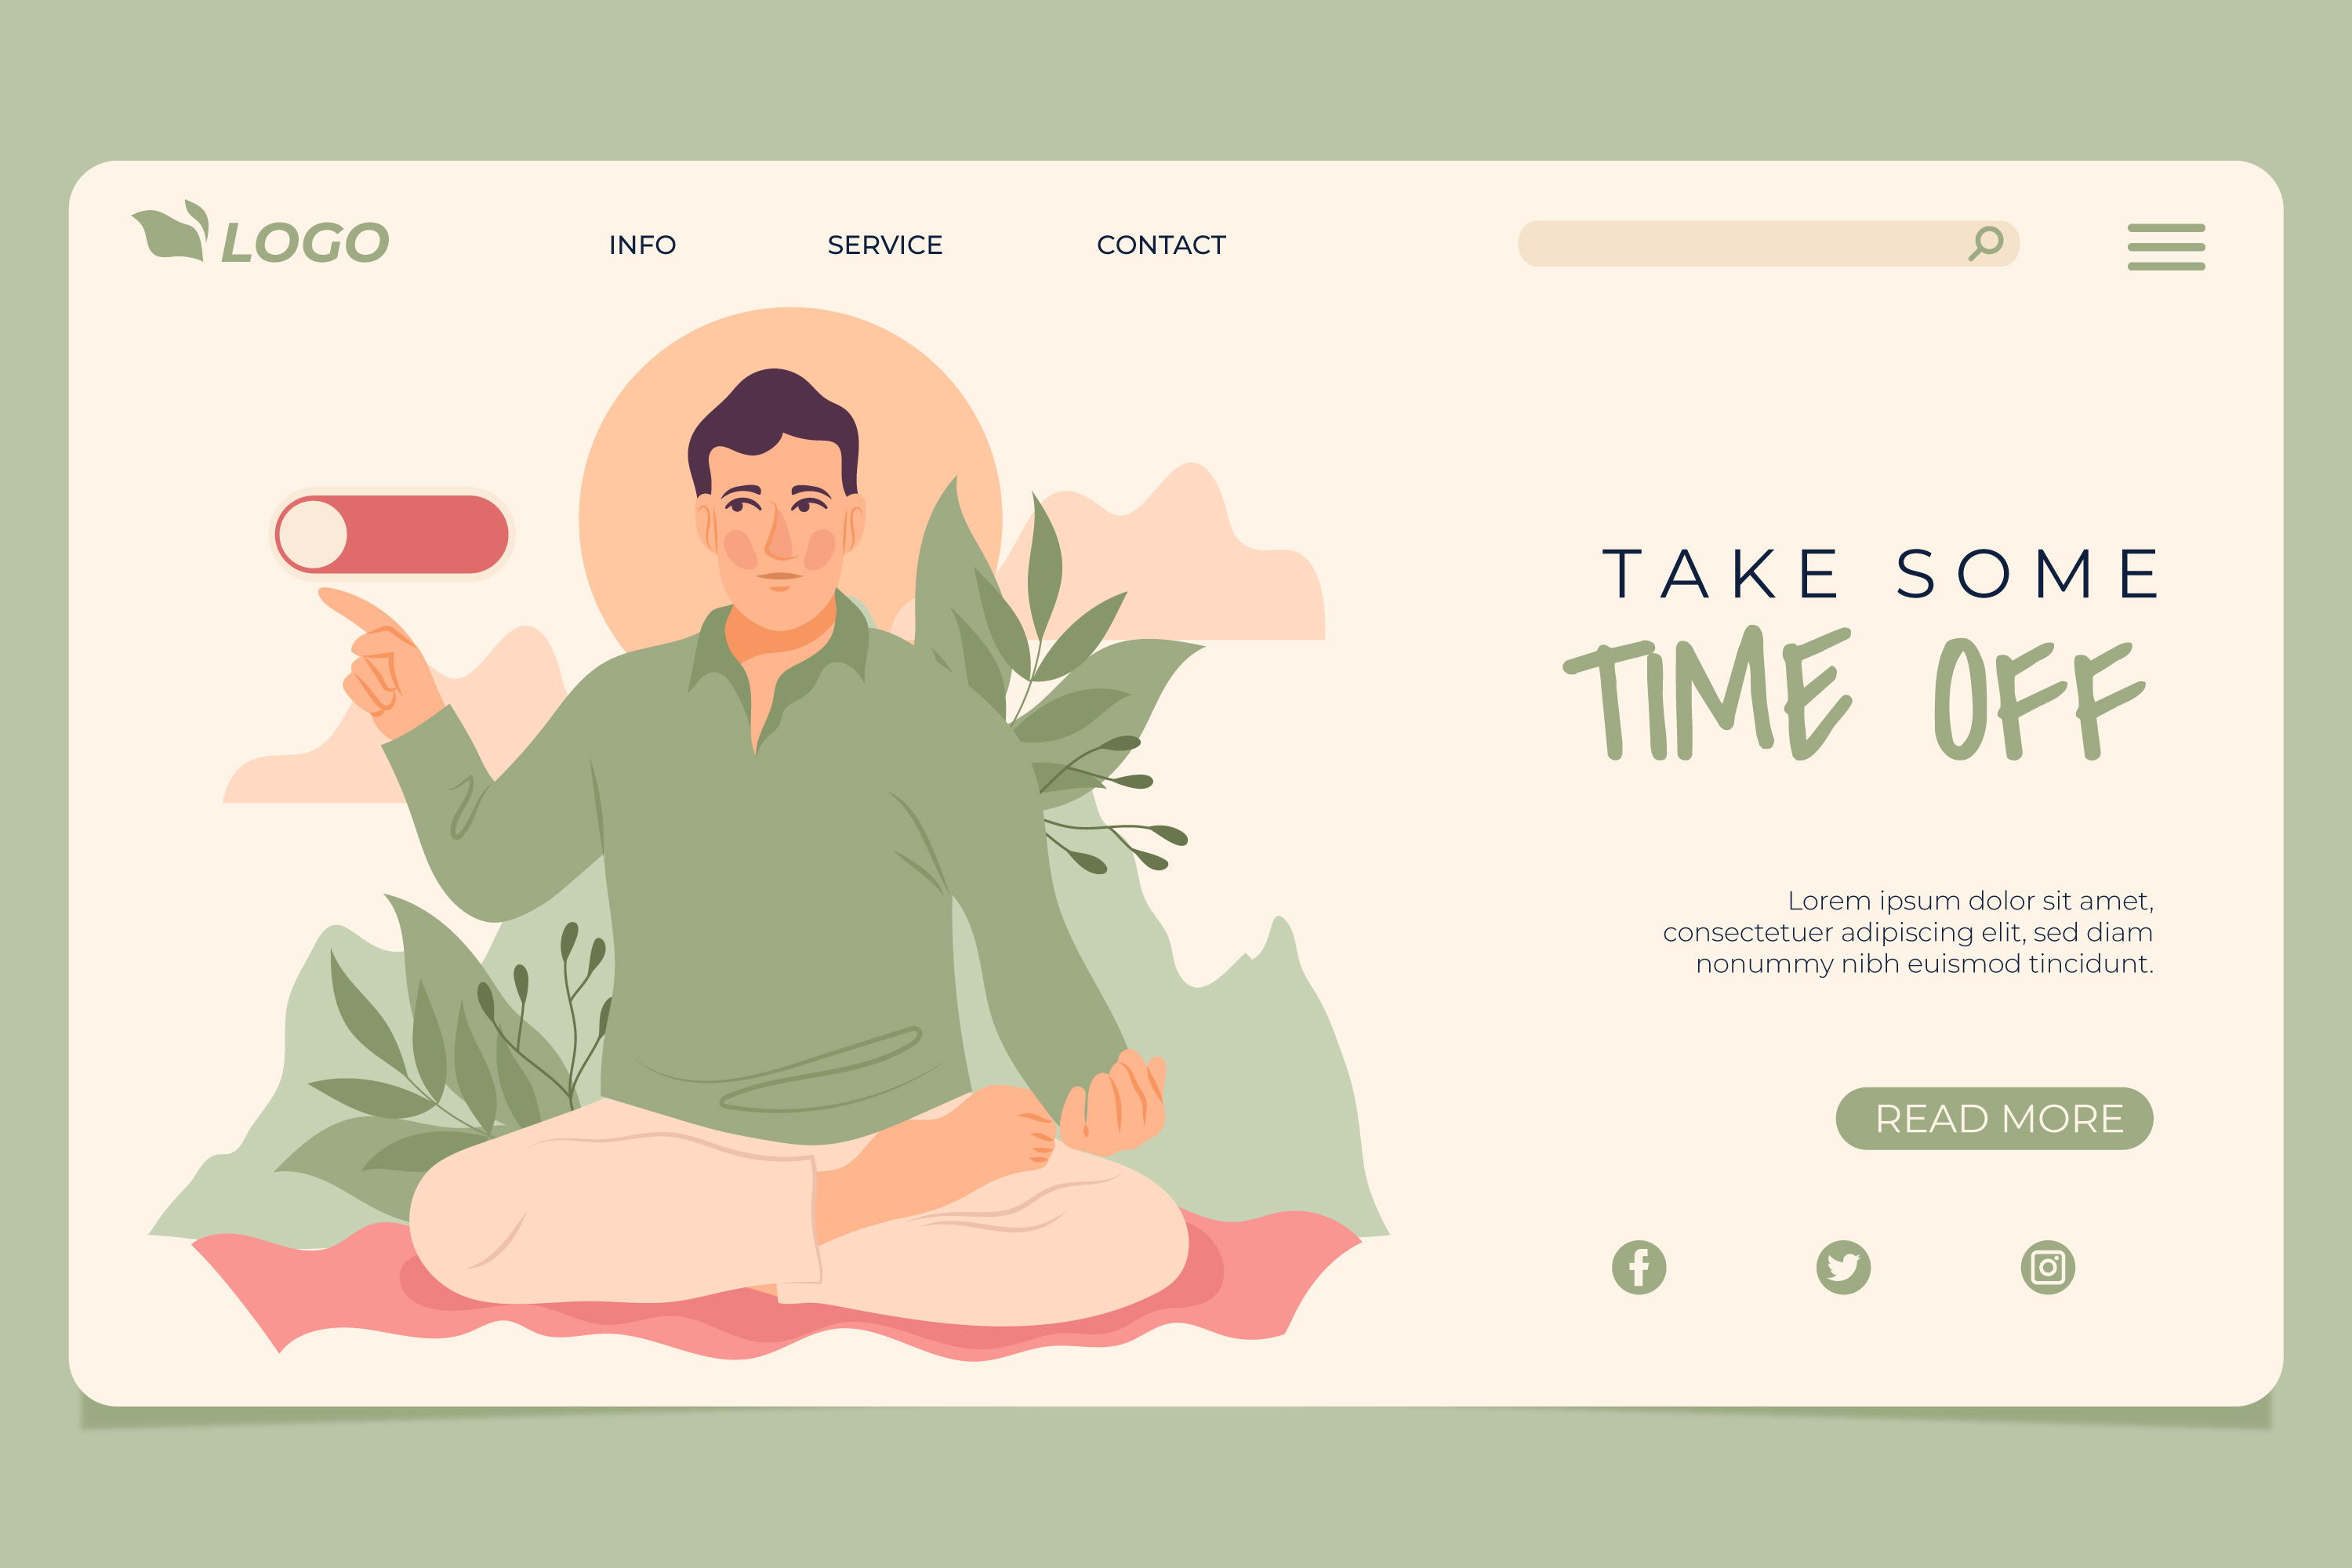 LOGO
INFO SERVICE CONTACT
TAKE SOME
TIME OFF
Lorem ipsum dolor sit amet,
consectetuer adipiscing elit, sed diam
nonummy nibh euismod tincidunt.
READ MORE